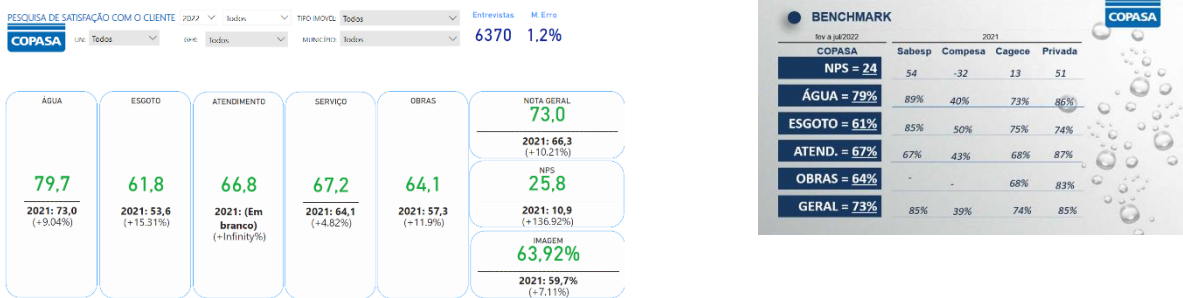 PESQUISA DE SATISFAÇÃO COM O CLIENTE 2022 Todos TIPO IMOVEL Todos
Entrevistas M. Erro
6370 1,2%
COPASA
UN: Todos Todos MUNICÍPIO Todos
ÁGUA
79,7
2021: 73,0
(+9.04%)
ESGOTO
61,8
2021: 53,6
(+15.31%)
ATENDIMENTO
66,8
2021: (Em
branco)
(+Infinity%)
SERVIÇO
67,2
2021: 64,1
(+4.82%)
OBRAS
64,1
2021: 57,3
(+11.9%)
NOTA GERAL
73,0
2021: 66,3
(+10.21%)
NPS
25,8
2021: 10,9
(+136.92%)
IMAGEM
63,92%
2021: 59,7%
(+7.11%)
BENCHMARK
COPASA
fev a jul/2022 2021
COPASA Sabesp Compesa Cagece Privada
NPS = 24 54 -32 13 51
ÁGUA = 79% 89% 40% 73% 86%
ESGOTO = 61% 85% 50% 75% 74%
ATEND. = 67% 67% 43% 68% 87%
OBRAS = 64% - - 68% 83%
GERAL = 73% 85% 39% 74% 85%